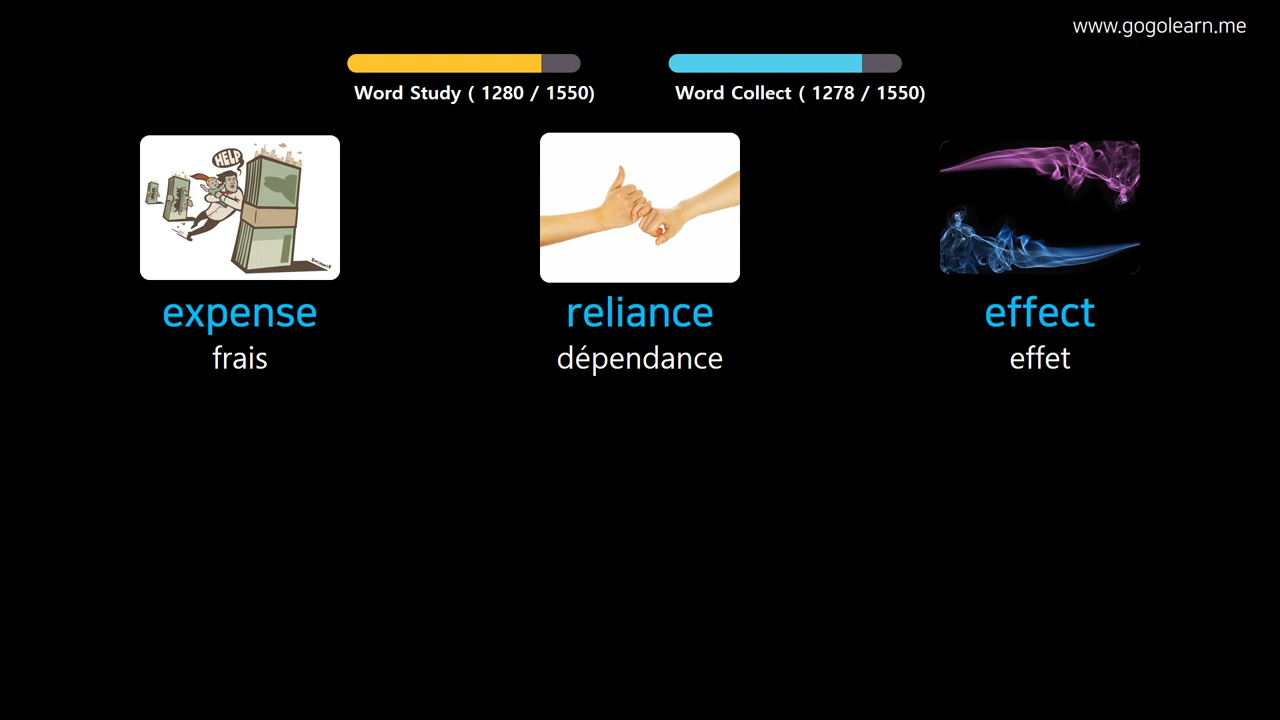 www.gogolearn.me
Word Study ( 1280 / 1550)
Word Collect ( 1278 / 1550)
HELP
expense
reliance
effect
frais
dépendance
effet